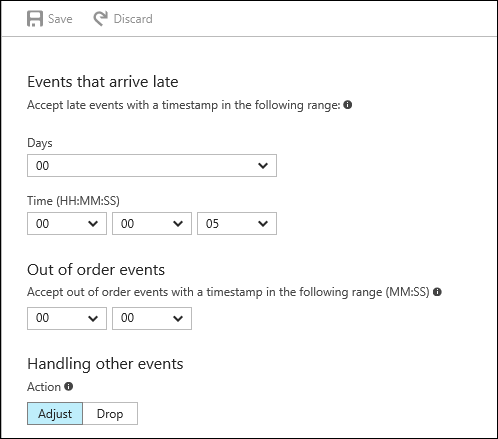 Save Discard
Events that arrive late
Accept late events with a timestamp in the following range:
Days
00
Time (HH:MM:SS)
00 00 05
Out of order events
Accept out of order events with a timestamp in the following range (MM:SS)
00 00
Handling other events
Action
Adjust Drop